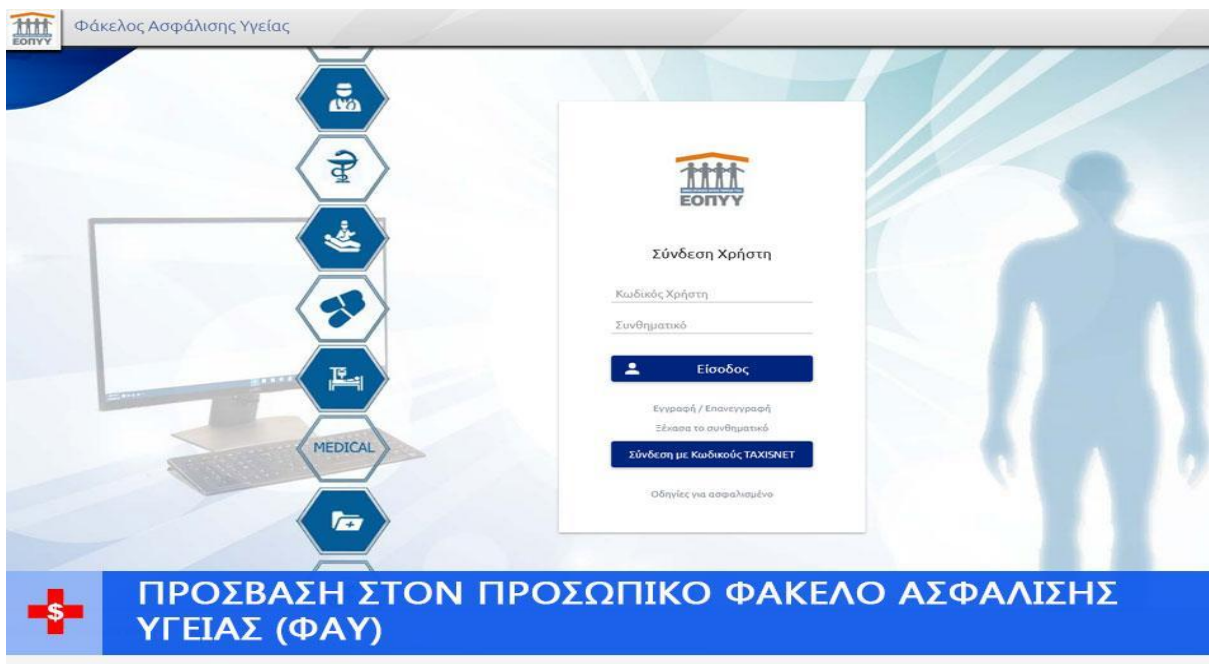 ΕΟΠΥΥ
Φάκελος Ασφάλισης Υγείας
MEDICAL
ΕΟΠΥΥ
Σύνδεση Χρήστη
Κωδικός Χρήστη
Συνθηματικό
Είσοδος
Εγγραφή / Επανεγγραφή
Ξέχασα το συνθηματικό
Σύνδεση με Κωδικούς TAXISNET
Οδηγίες για ασφαλισμένο
$
ΠΡΟΣΒΑΣΗ ΣΤΟΝ ΠΡΟΣΩΠΙΚΟ ΦΑΚΕΛΟ ΑΣΦΑΛΙΣΗΣ
ΥΓΕΙΑΣ (ΦΑΥ)